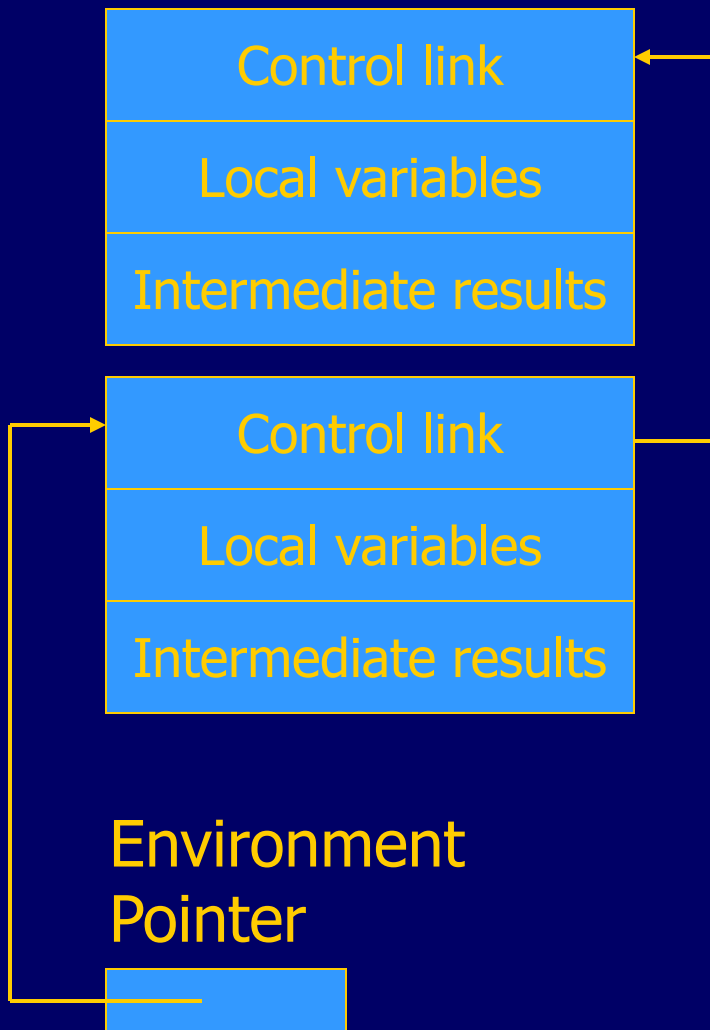 Control link
Local variables
Intermediate results
Control link
Local variables
Intermediate results
Environment
Pointer